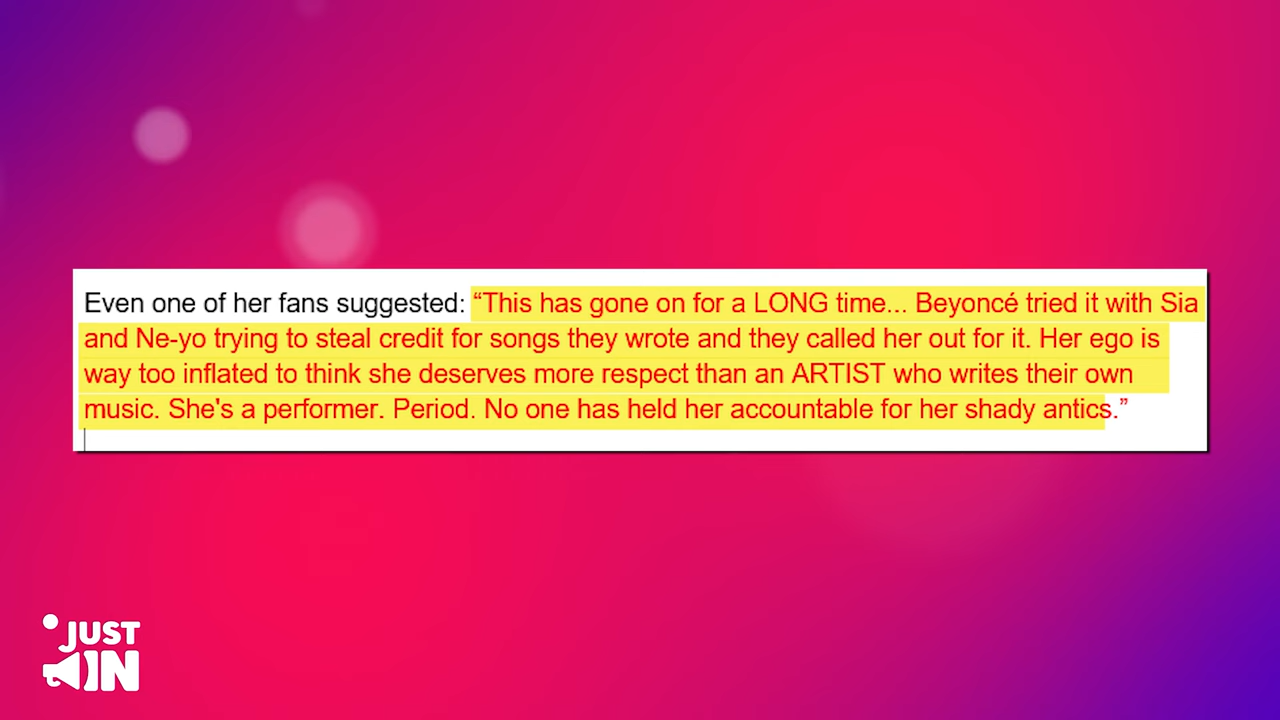 Even one of her fans suggested: “This has gone on for a LONG time... Beyoncé tried it with Sia
and Ne-yo trying to steal credit for songs they wrote and they called her out for it. Her ego is
way too inflated to think she deserves more respect than an ARTIST who writes their own
music. She's a performer. Period. No one has held her accountable for her shady antics.”
JUST
IN